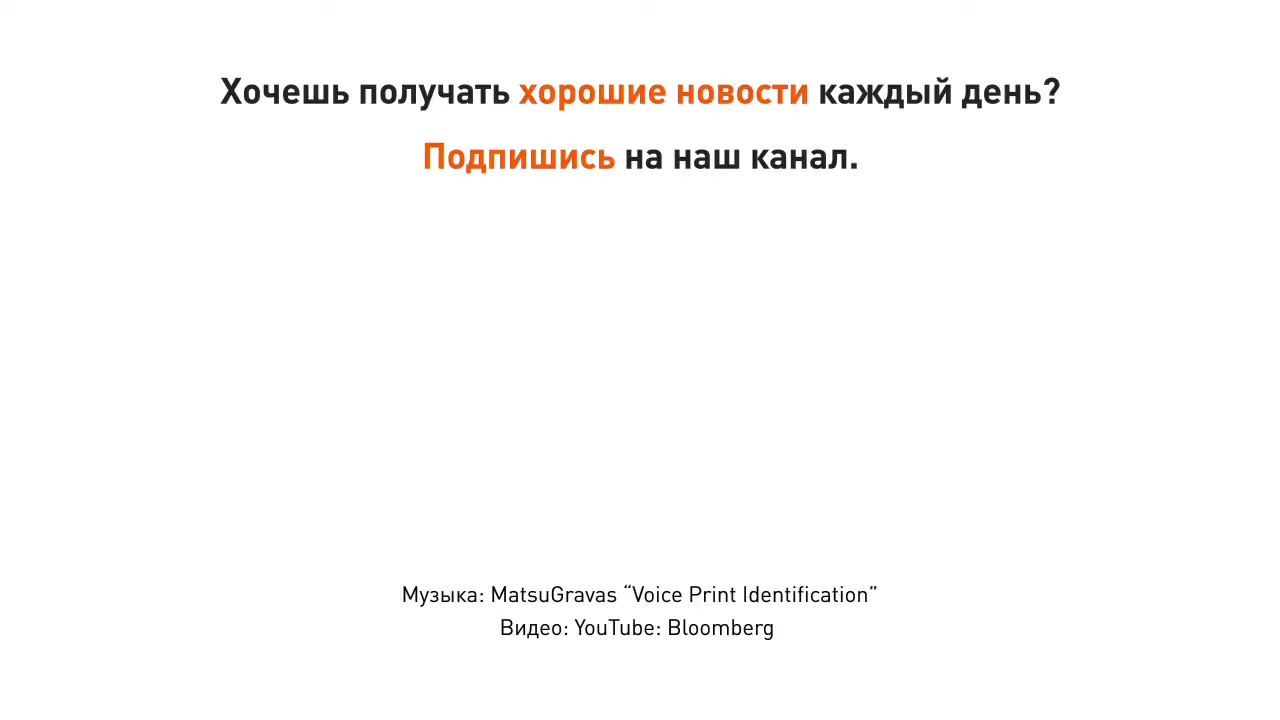 Хочешь получать хорошие новости каждый день?
Подпишись на наш канал.
Музыка: MatsuGravas “Voice Print Identification”
Видео: YouTube: Bloomberg